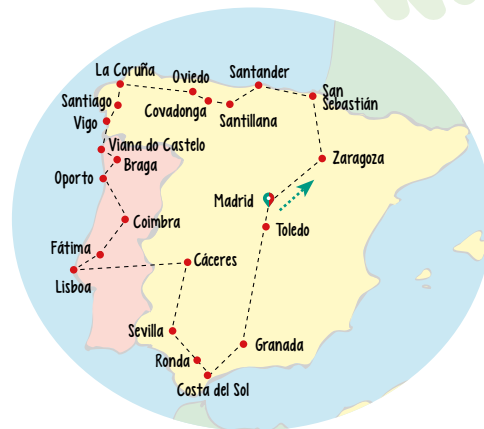 La Coruña
Oviedo
Santander
San
Sebastián
Santiago
Covadonga
Santillana
Vigo
Viana do Castelo
Braga
Zaragoza
Oporto
Madrid
Coimbra
Toledo
Fátima
Cáceres
Lisboa
Sevilla
Granada
Ronda
Costa del Sol